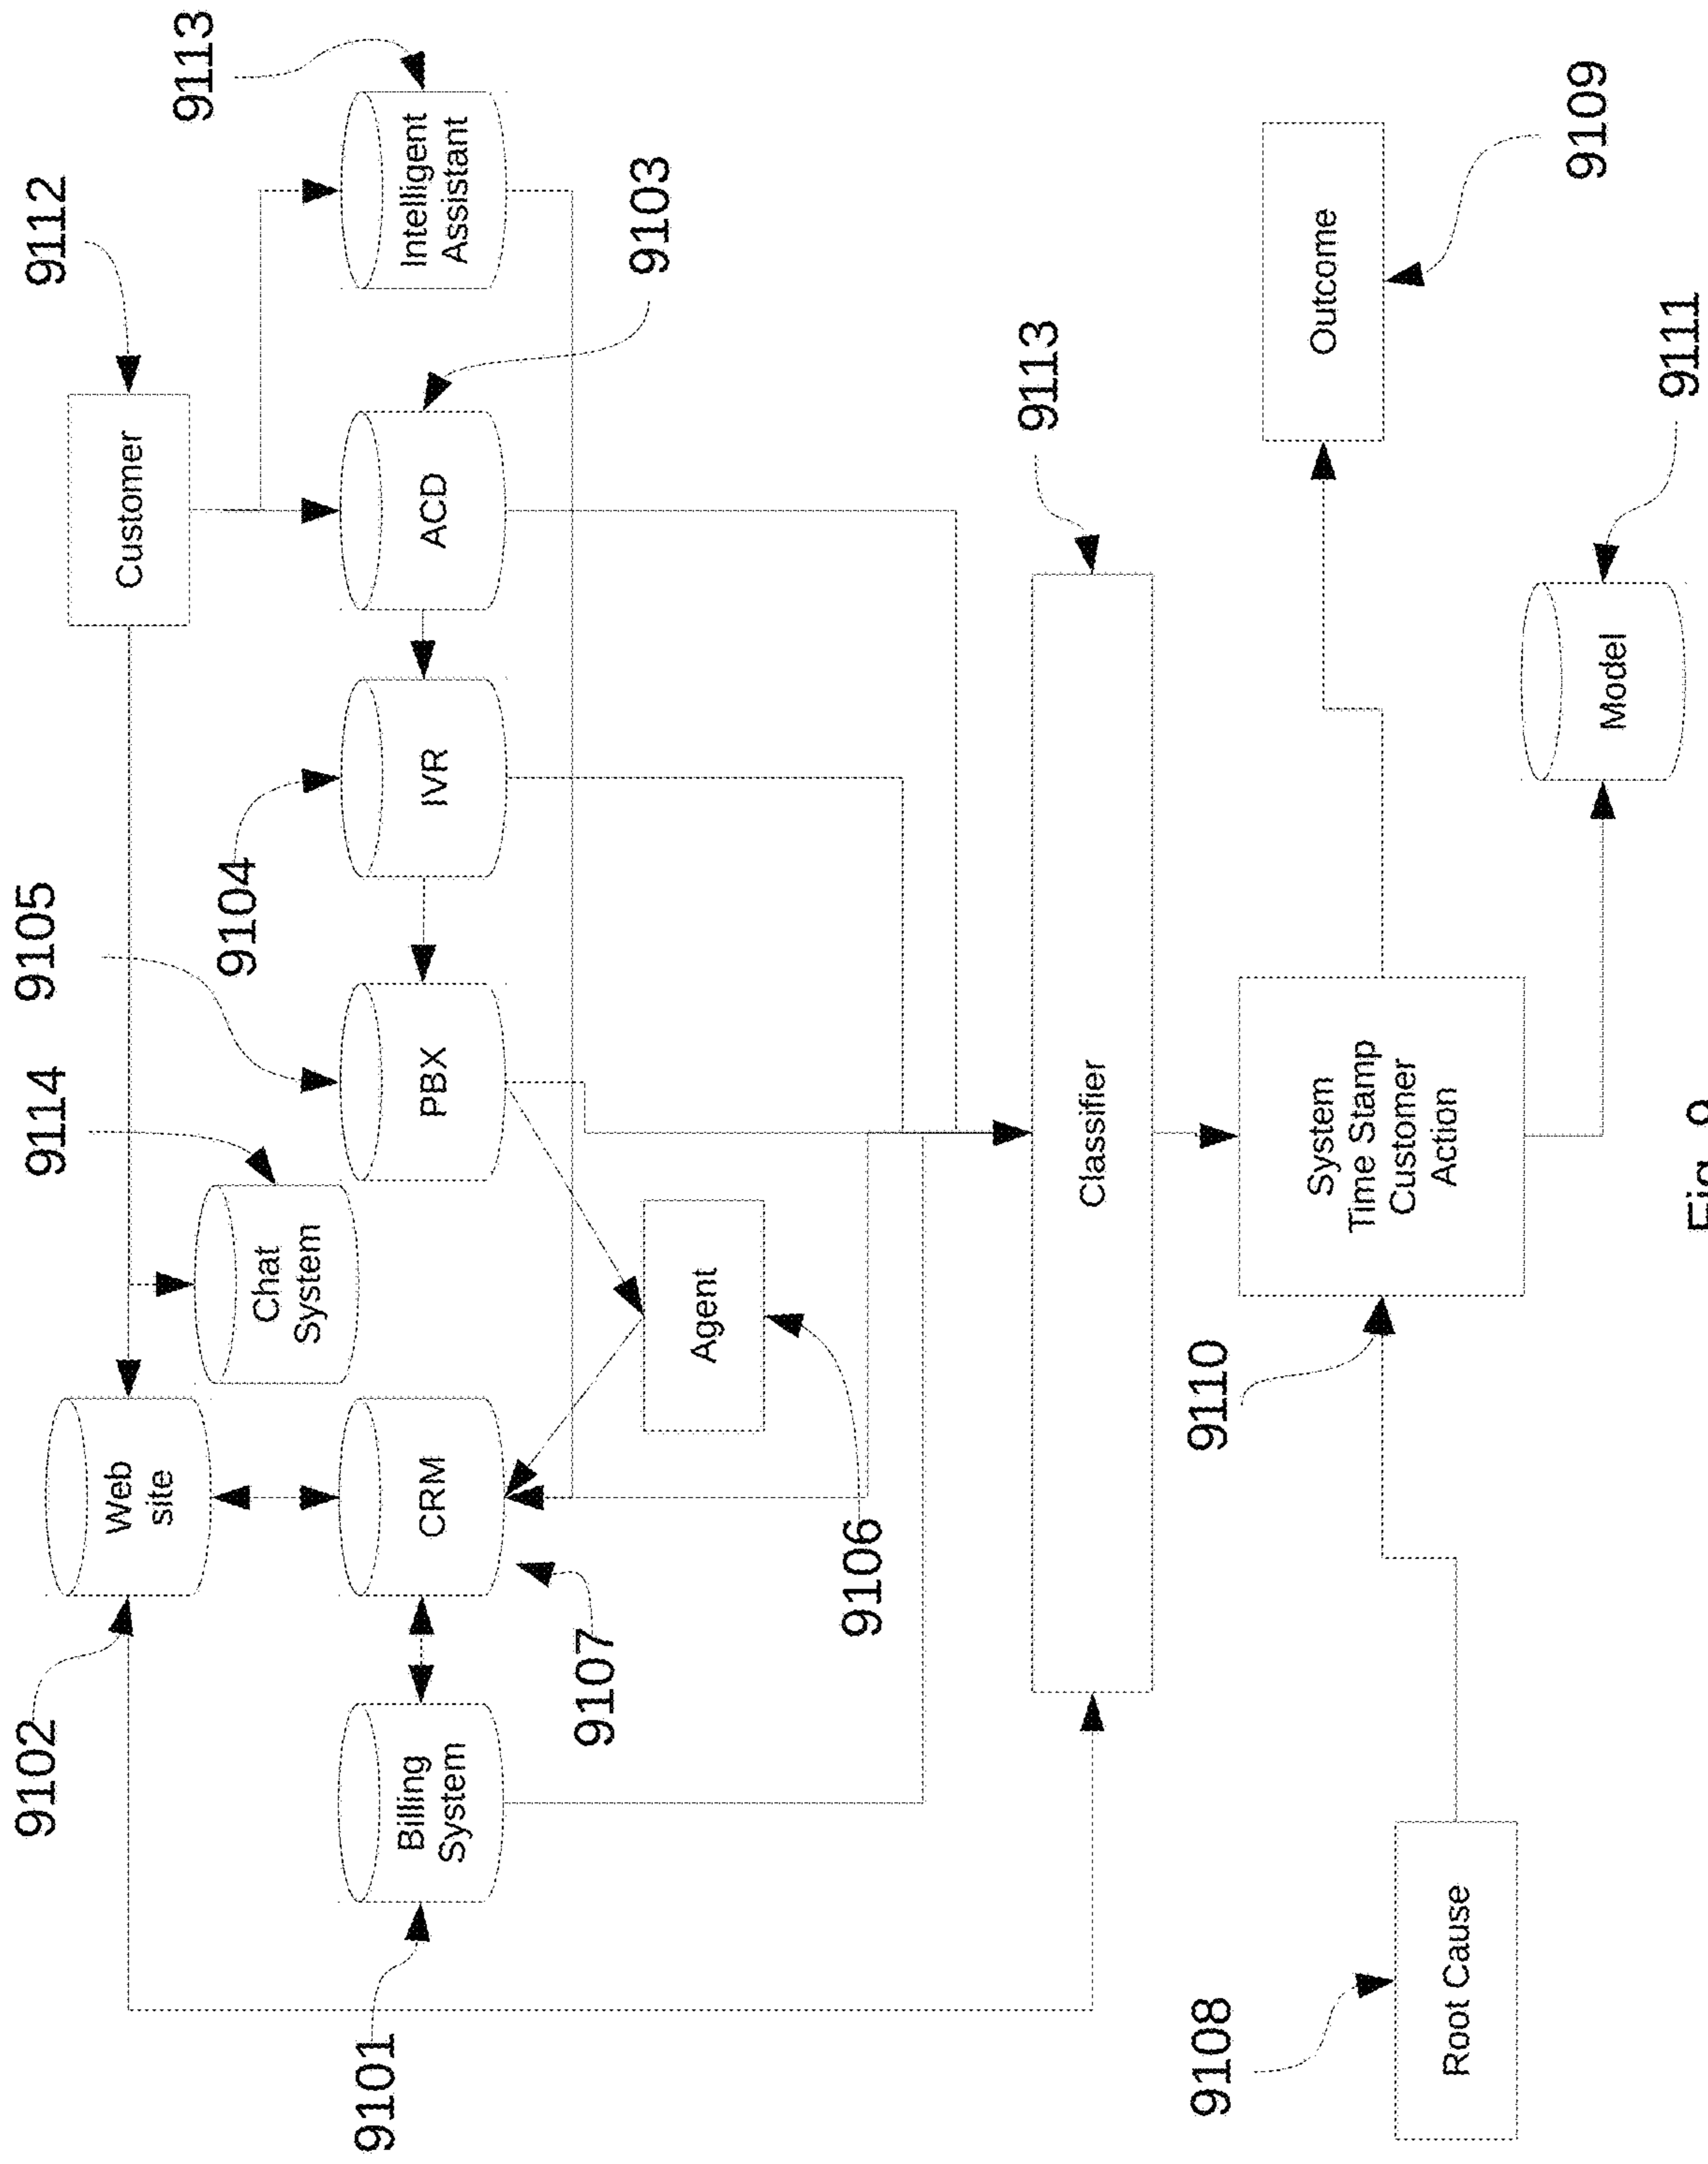 9102
9114
9105
9112
9113
Web
site
Customer
9104
Chat
System
9101
Billing
System
CRM
PBX
IVR
ACD
Intelligent
Assistant
9107
9103
Agent
9106
9113
Classifier
9108
9110
System
Time Stamp
Customer
Action
Outcome
Root Cause
9109
Model
9111
Fig. 9